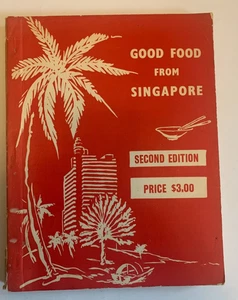 GOOD FOOD
FROM
SINGAPORE
SECOND EDITION
PRICE $3.00